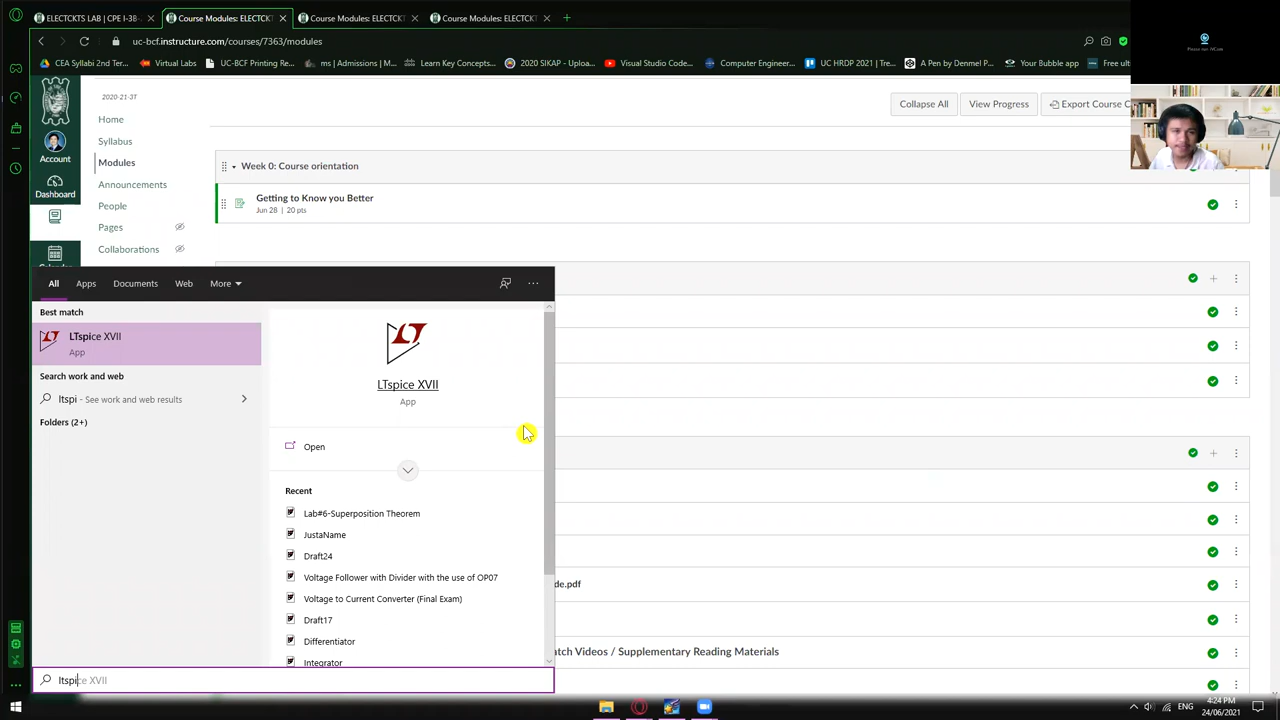 ELECTCKTS LAB | CPE I-3B-
Course Modules: ELECTCKT
Course Modules: ELECTCKTS
Course Modules: ELECTCKTS
uc-bcf.instructure.com/courses/7363/modules
CEA Syllabi 2nd Ter...
Virtual Labs
UC-BCF Printing Re...
ms | Admissions | M...
Learn Key Concepts...
2020 SIKAP - Uploa...
Visual Studio Code...
Computer Engineer...
UC HRDP 2021 | Tre...
A Pen by Denmel P...
Your Bubble app
Free ult
2020-21-3T
Collapse All
View Progress
Export Course C
Home
Syllabus
Account
Modules
Week 0: Course orientation
Announcements
Dashboard
Getting to Know you Better
Jun 28 | 20 pts
People
Pages
Collaborations
All
Apps
Documents
Web
More
Best match
LTspice XVII
App
Search work and web
ltspi - See work and web results
Folders (2+)
LT
LTspice XVII
App
Open
Recent
Lab#6-Superposition Theorem
JustaName
Draft24
Voltage Follower with Divider with the use of OP07
Voltage to Current Converter (Final Exam)
Draft17
Differentiator
Integrator
de.pdf
tch Videos / Supplementary Reading Materials
ltspice XVII
ENG
4:24 PM
24/06/2021